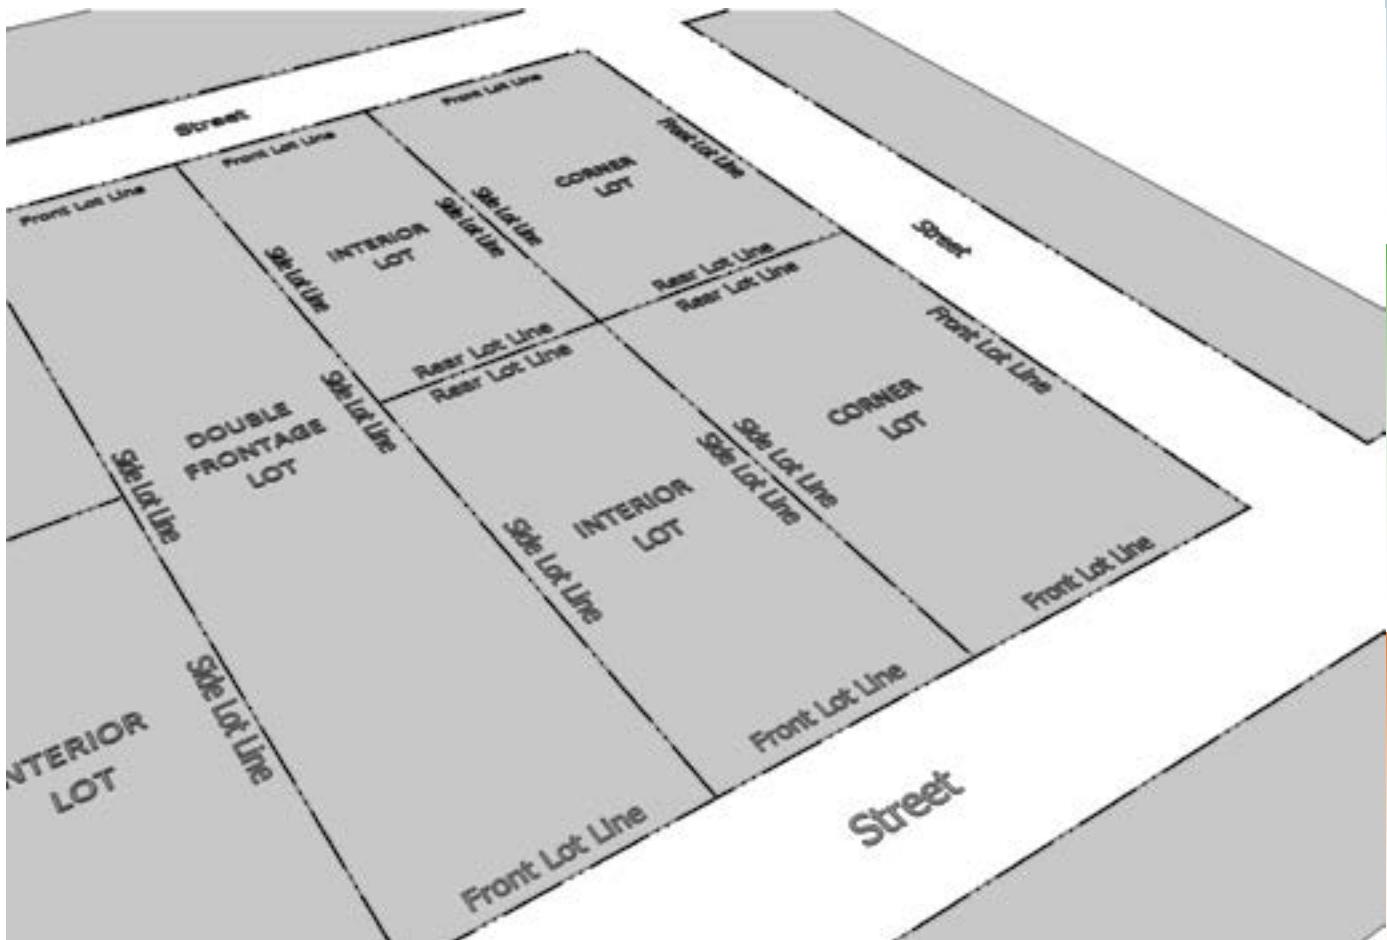 Street
Front Lot Line
Front Lot Line
Front Lot Line
Front Lot Line
CORNER
LOT
Side Lot Line
Side Lot Line
INTERIOR
LOT
Side Lot Line
Street
Rear Lot Line
Rear Lot Line
Rear Lot Line
Rear Lot Line
Front Lot Line
Side Lot Line
DOUBLE
FRONTAGE
LOT
CORNER
LOT
Side Lot Line
Side Lot Line
Side Lot Line
INTERIOR
LOT
Side Lot Line
Front Lot Line
Side Lot Line
NTERIOR
LOT
Front Lot Line
Street
Front Lot Line